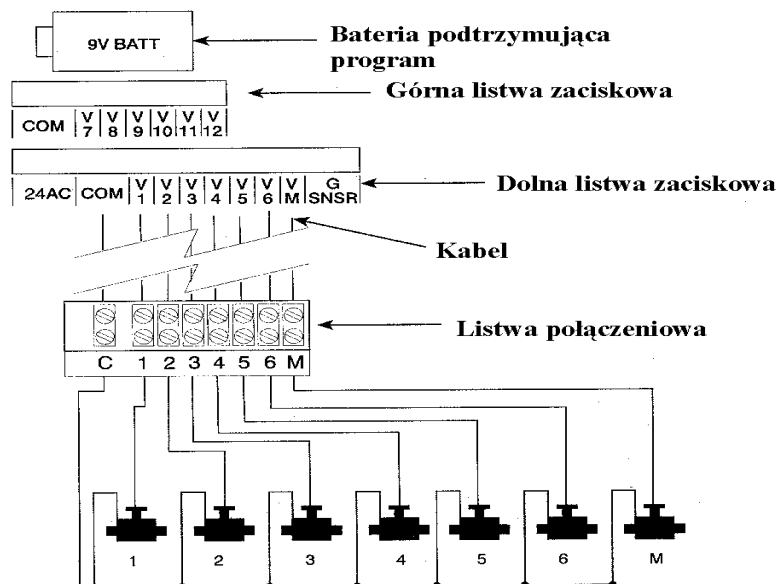 9V BATT
Bateria podtrzymująca
program
Górna listwa zaciskowa
COM V 7 V 8 V 9 V 10 V 11 V 12
24AC COM V 1 V 2 V 3 V 4 V 5 V 6 V M G SNSR
Dolna listwa zaciskowa
Kabel
Listwa połączeniowa
C 1 2 3 4 5 6 M
1 2 3 4 5 6 M